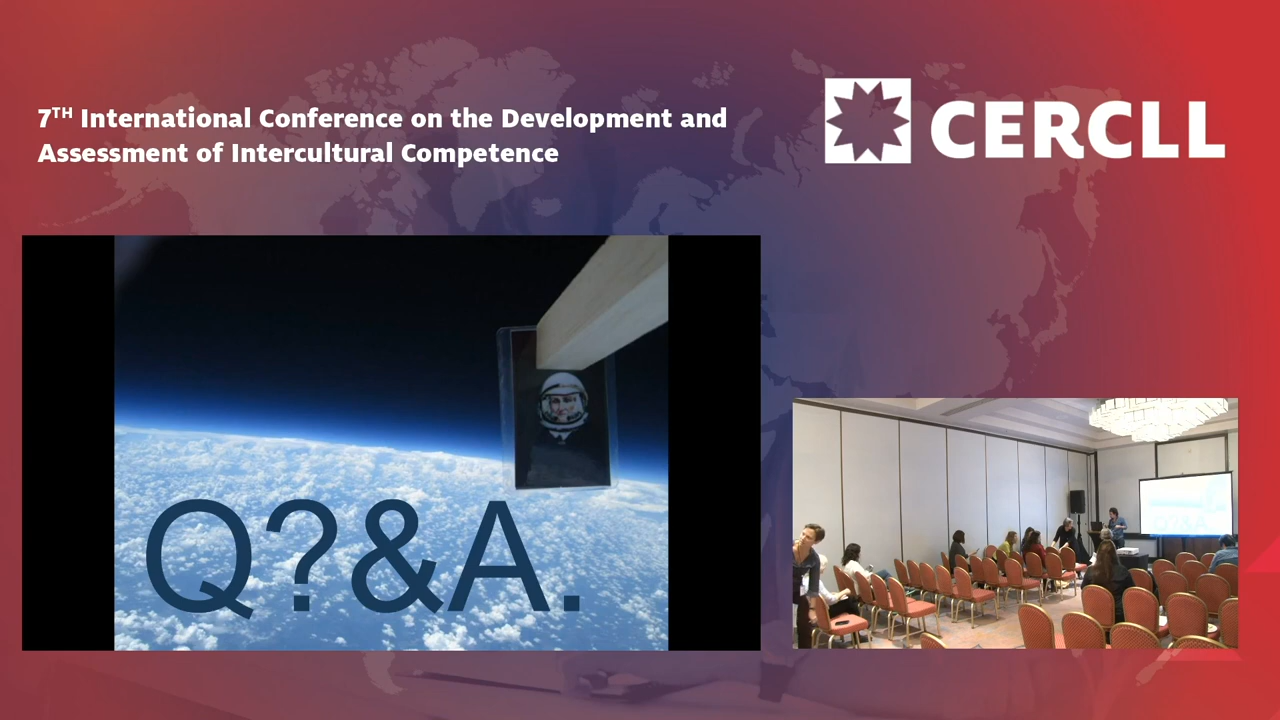 7TH International Conference on the Development and
Assessment of Intercultural Competence
CERCLL
Q?&A.